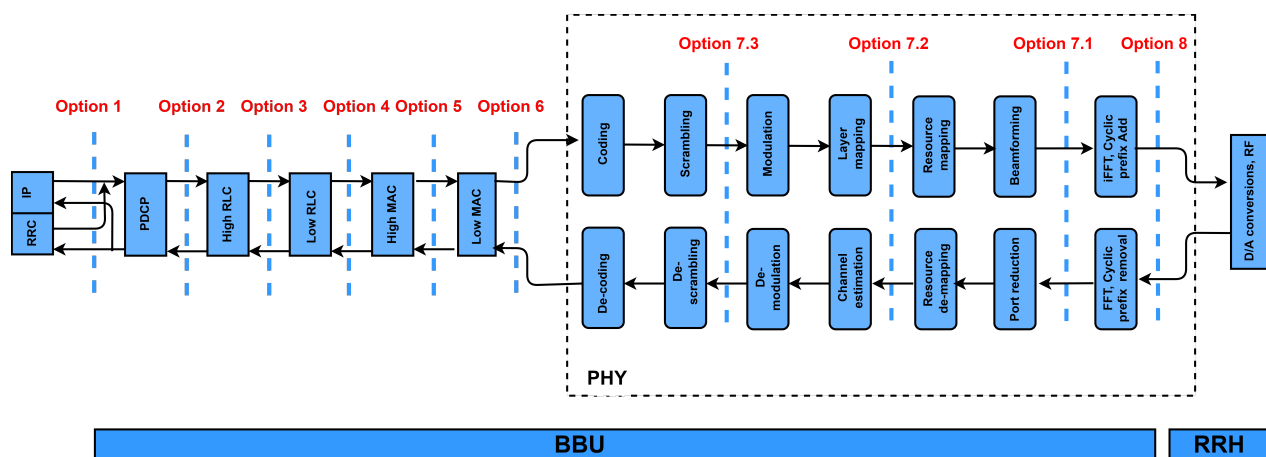 Option 7.3
Option 7.2
Option 7.1
Option 8
Option 1
Option 2
Option 3
Option 4
Option 5
Option 6
IP
RRC
PDCP
High RLC
Low RLC
High MAC
Low MAC
Coding
Scrambling
Modulation
Layer
mapping
Resource
mapping
Beamforming
iFFT, Cyclic
prefix Add
D/A conversions, RF
De-coding
De-
scrambling
De-
modulation
Channel
estimation
Resource
de-mapping
Port reduction
FFT, Cyclic
prefix removal
PHY
BBU
RRH